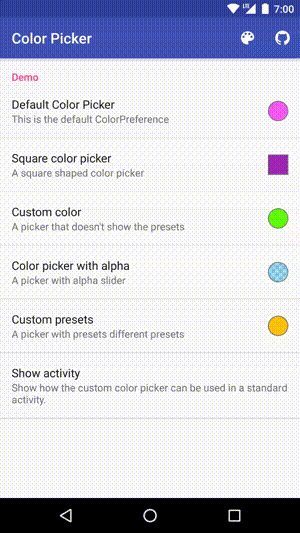 LTE 7:00
Color Picker
Demo
Default Color Picker
This is the default ColorPreference
Square color picker
A square shaped color picker
Custom color
A picker that doesn't show the presets
Color picker with alpha
A picker with alpha slider
Custom presets
A picker with presets different presets
Show activity
Show how the custom color picker can be used in a standard
activity.